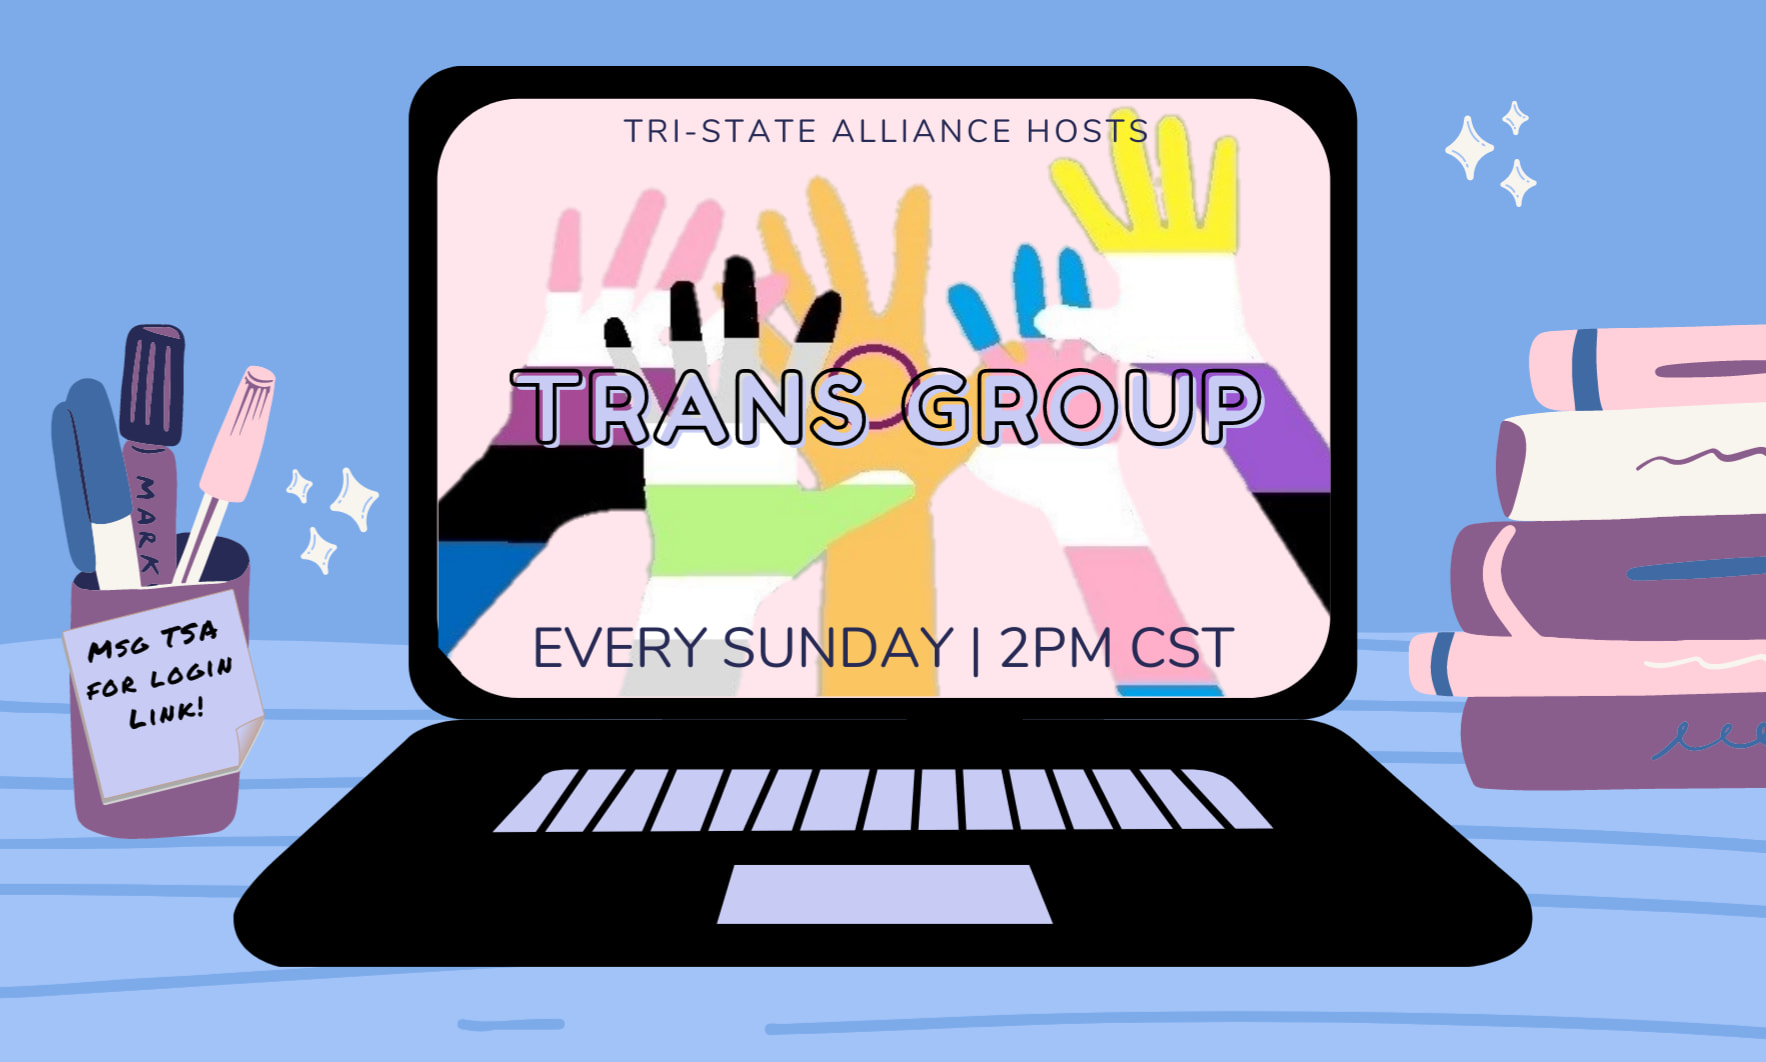 TRI-STATE ALLIANCE HOSTS
TRANS GROUP
EVERY SUNDAY | 2PM CST
MARK
MSG TSA
FOR LOGIN
LINK!